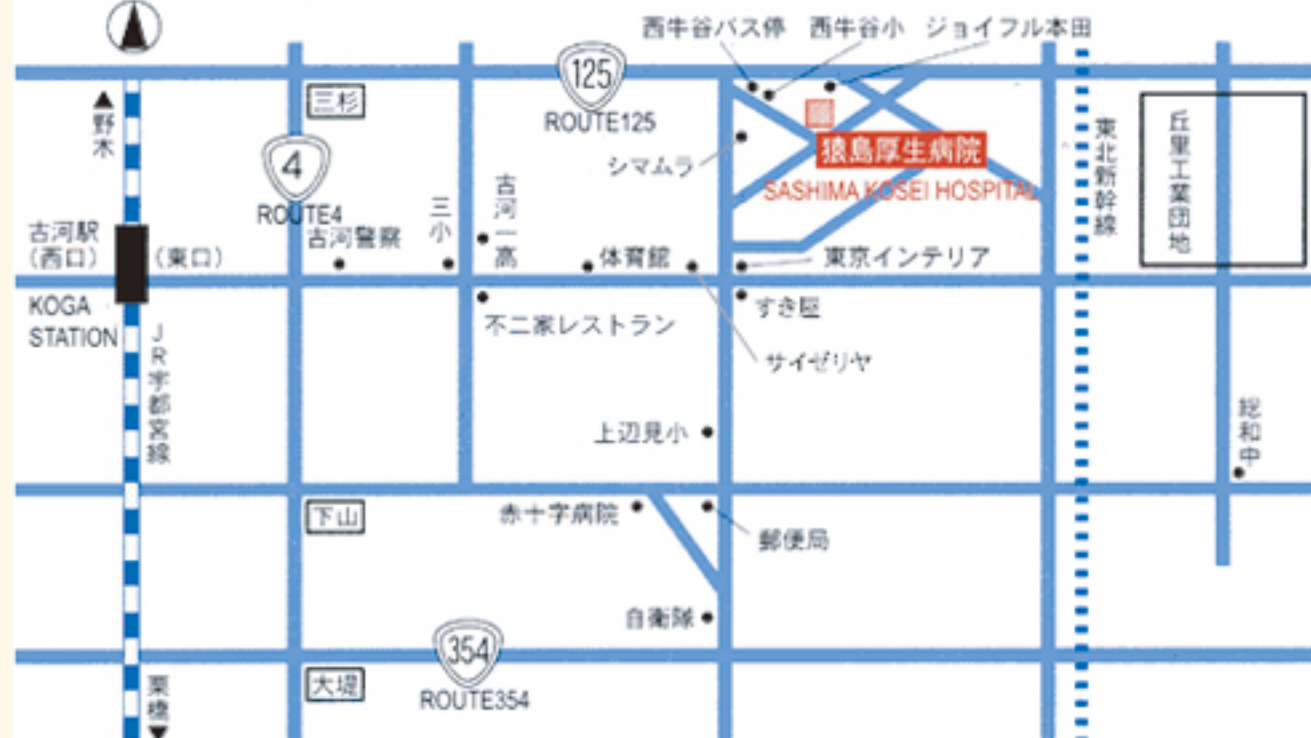 西牛谷バス停
西牛谷小
ジョイフル本田
125
ROUTE125
三杉
野木
4
ROUTE4
シマムラ
猿島厚生病院
SASHIMA KOSEI HOSPITAL
東北新幹線
丘里工業団地
古河駅
(西口)
(東口)
KOGA
STATION
古河警察
三小
古河一高
体育館
東京インテリア
不二家レストラン
すき屋
サイゼリヤ
JR宇都宮線
上辺見小
総和中
下山
赤十字病院
郵便局
自衛隊
354
ROUTE354
大堤
栗橋